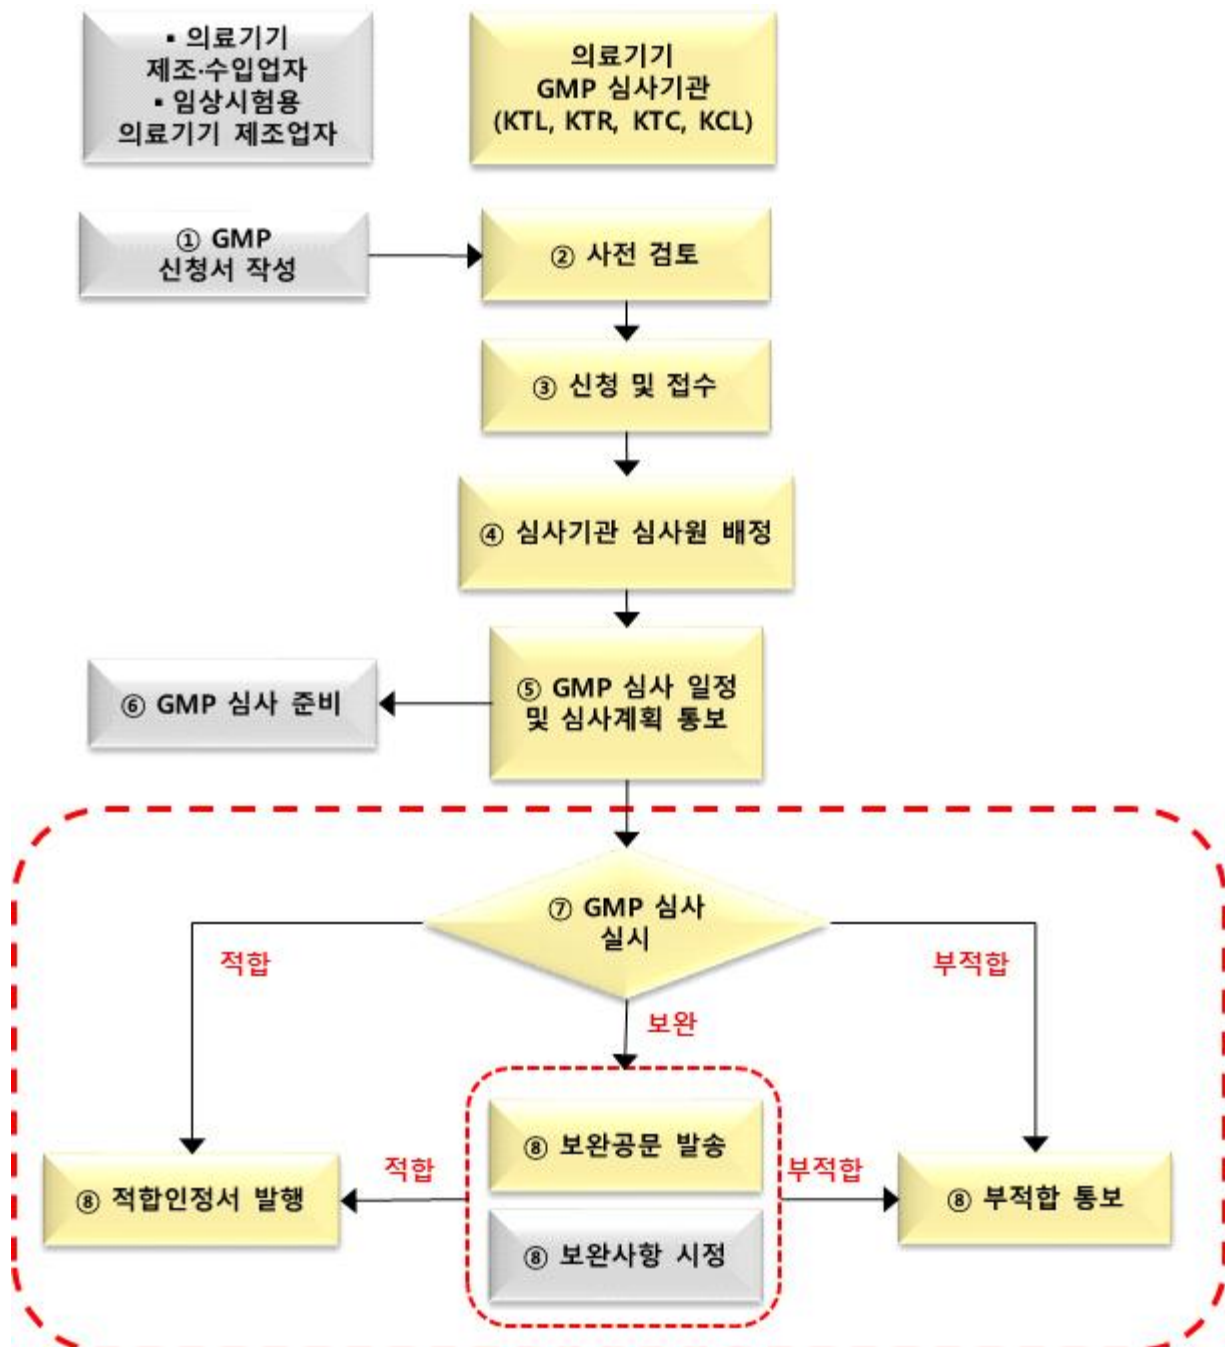 ▪ 의료기기
제조·수입업자
▪ 임상시험용
의료기기 제조업자
의료기기
GMP 심사기관
(KTL, KTR, KTC, KCL)
① GMP
신청서 작성
② 사전 검토
③ 신청 및 접수
④ 심사기관 심사원 배정
⑤ GMP 심사 일정
및 심사계획 통보
⑥ GMP 심사 준비
⑦ GMP 심사
실시
적합
부적합
보완
⑧ 보완공문 발송
적합
부적합
⑧ 적합인정서 발행
⑧ 부적합 통보
⑧ 보완사항 시정